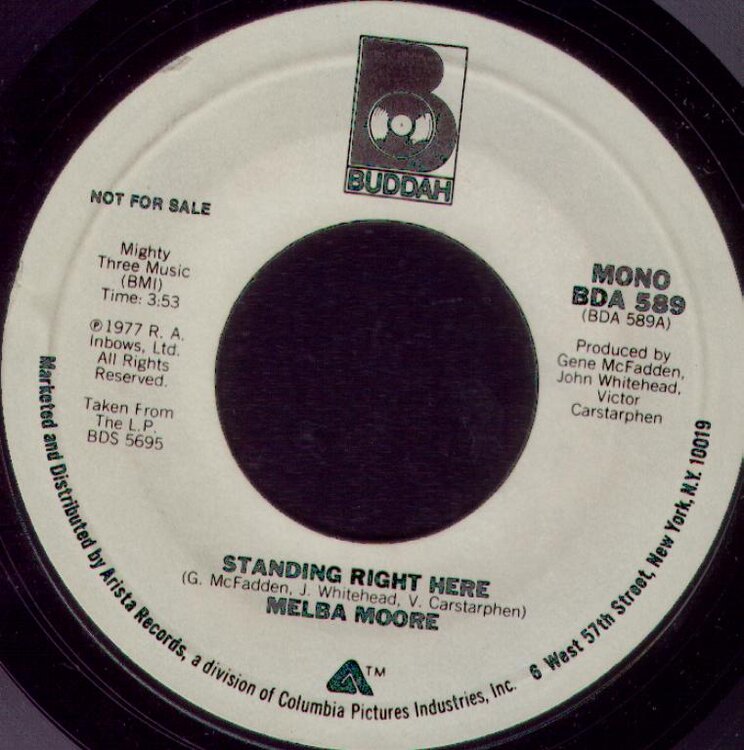 BUDDAH
NOT FOR SALE
Mighty
Three Music
(BMI)
Time: 3:53
℗1977 R. A.
Inbows, Ltd.
All Rights
Reserved.
Taken From
The L.P.
BDS 5695
MONO
BDA 589
(BDA 589A)
Produced by
Gene McFadden,
John Whitehead,
Victor
Carstarphen
STANDING RIGHT HERE
(G. McFadden, J. Whitehead, V. Carstarphen)
MELBA MOORE
TM
Marketed and Distributed by Arista Records, a division of Columbia Pictures Industries, Inc. 6 West 57th Street, New York, N.Y. 10019